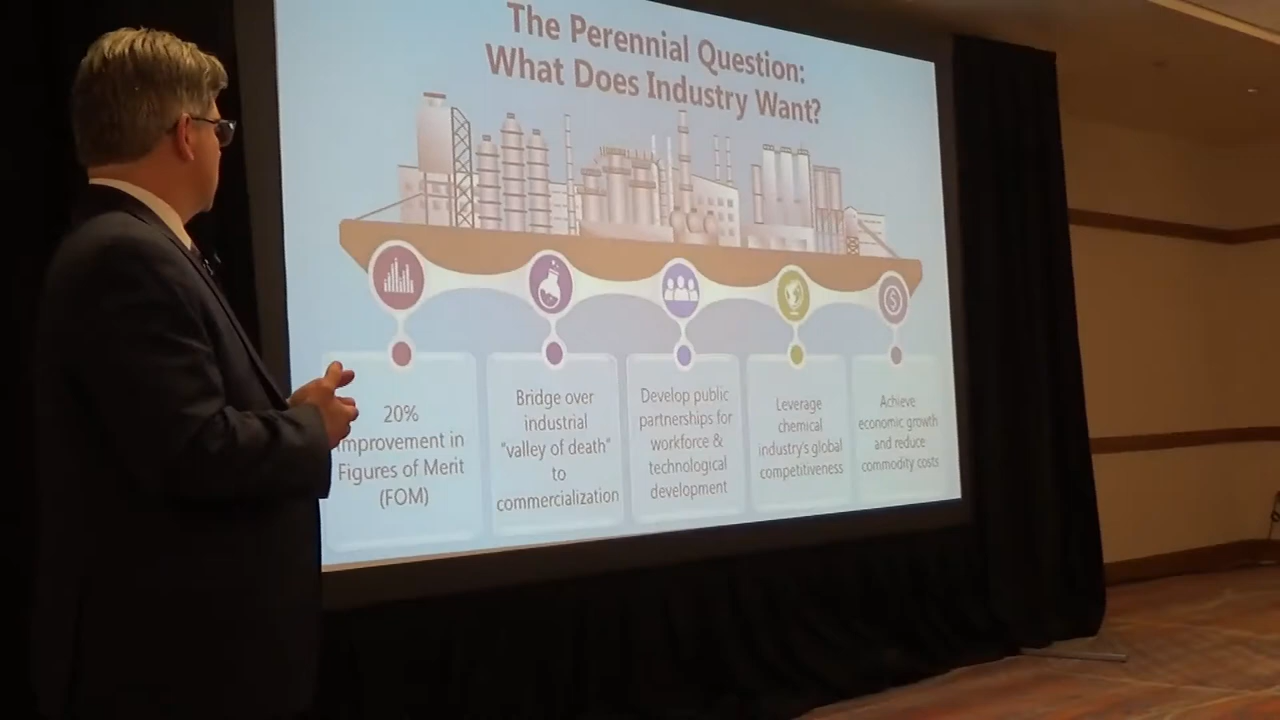 The Perennial Question:
What Does Industry Want?
20%
improvement in
Figures of Merit
(FOM)
Bridge over
industrial
"valley of death"
to
commercialization
Develop public
partnerships for
workforce &
technological
development
Leverage
chemical
industry's global
competitiveness
Achieve
economic growth
and reduce
commodity costs
$